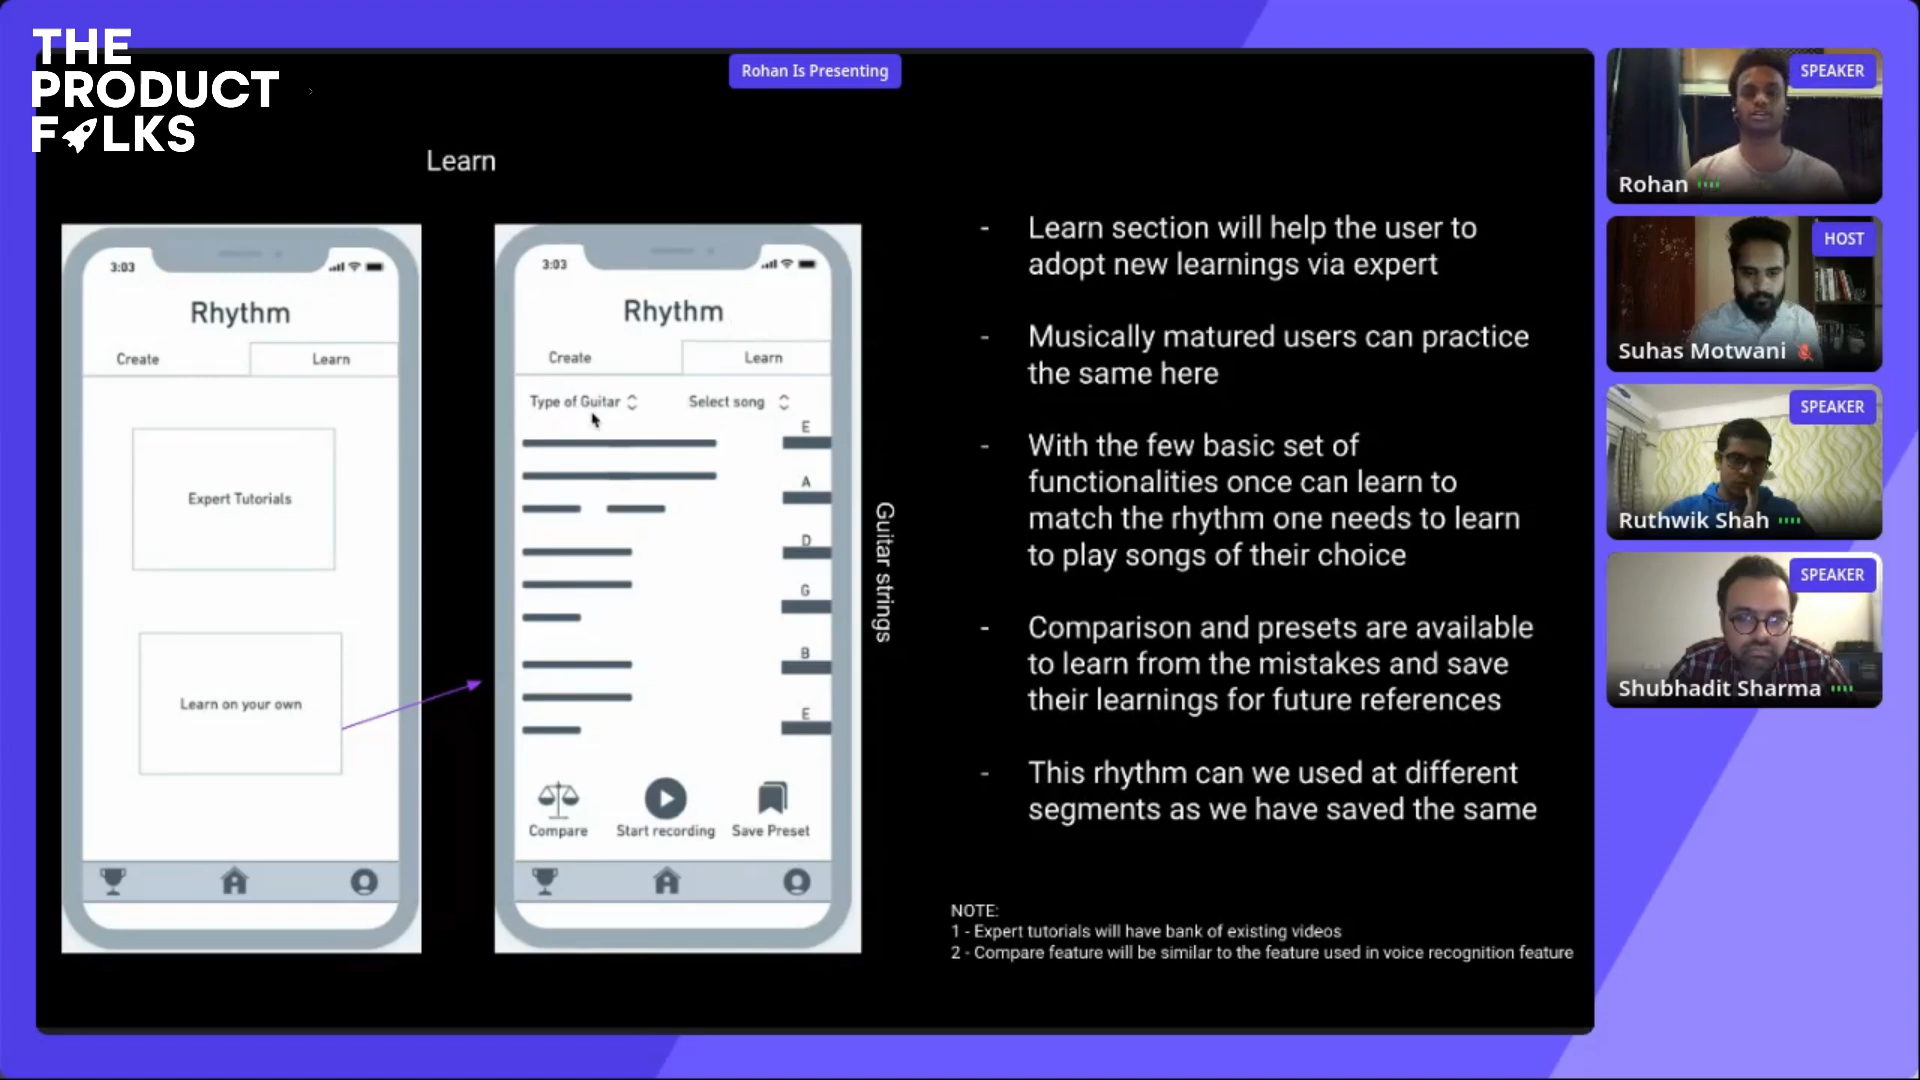 THE
PRODUCT
FOLKS
Rohan Is Presenting
Learn
3:03
Rhythm
Create
Learn
Expert Tutorials
Learn on your own
3:03
Rhythm
Create
Learn
Type of Guitar
Select song
E
A
D
G
B
E
Compare
Start recording
Save Preset
Guitar strings
- Learn section will help the user to
adopt new learnings via expert
- Musically matured users can practice
the same here
- With the few basic set of
functionalities once can learn to
match the rhythm one needs to learn
to play songs of their choice
- Comparison and presets are available
to learn from the mistakes and save
their learnings for future references
- This rhythm can we used at different
segments as we have saved the same
NOTE:
1 - Expert tutorials will have bank of existing videos
2 - Compare feature will be similar to the feature used in voice recognition feature
SPEAKER
Rohan
HOST
Suhas Motwani
SPEAKER
Ruthwik Shah
SPEAKER
Shubhadit Sharma